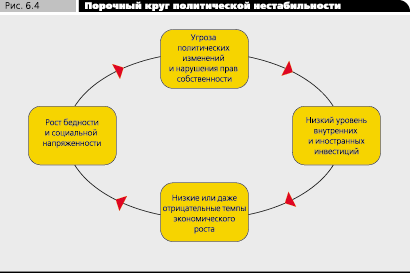 Рис. 6.4
Порочный круг политической нестабильности
Угроза
политических
изменений
и нарушения прав
собственности
Рост бедности
и социальной
напряженности
Низкий уровень
внутренних
и иностранных
инвестиций
Низкие или даже
отрицательные темпы
экономического
роста